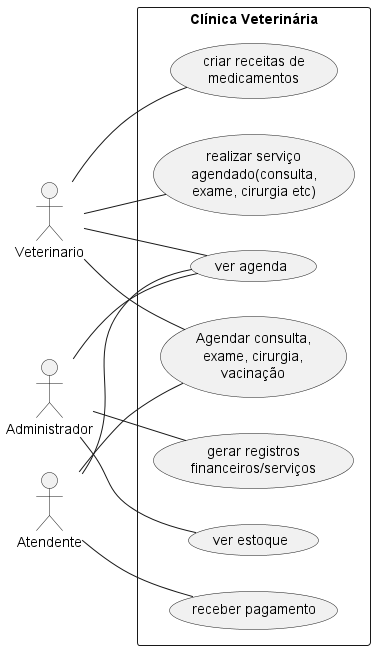 Clínica Veterinária
criar receitas de
medicamentos
realizar serviço
agendado(consulta,
exame, cirurgia etc)
Veterinario
ver agenda
Agendar consulta,
exame, cirurgia,
vacinação
Administrador
gerar registros
financeiros/serviços
Atendente
ver estoque
receber pagamento